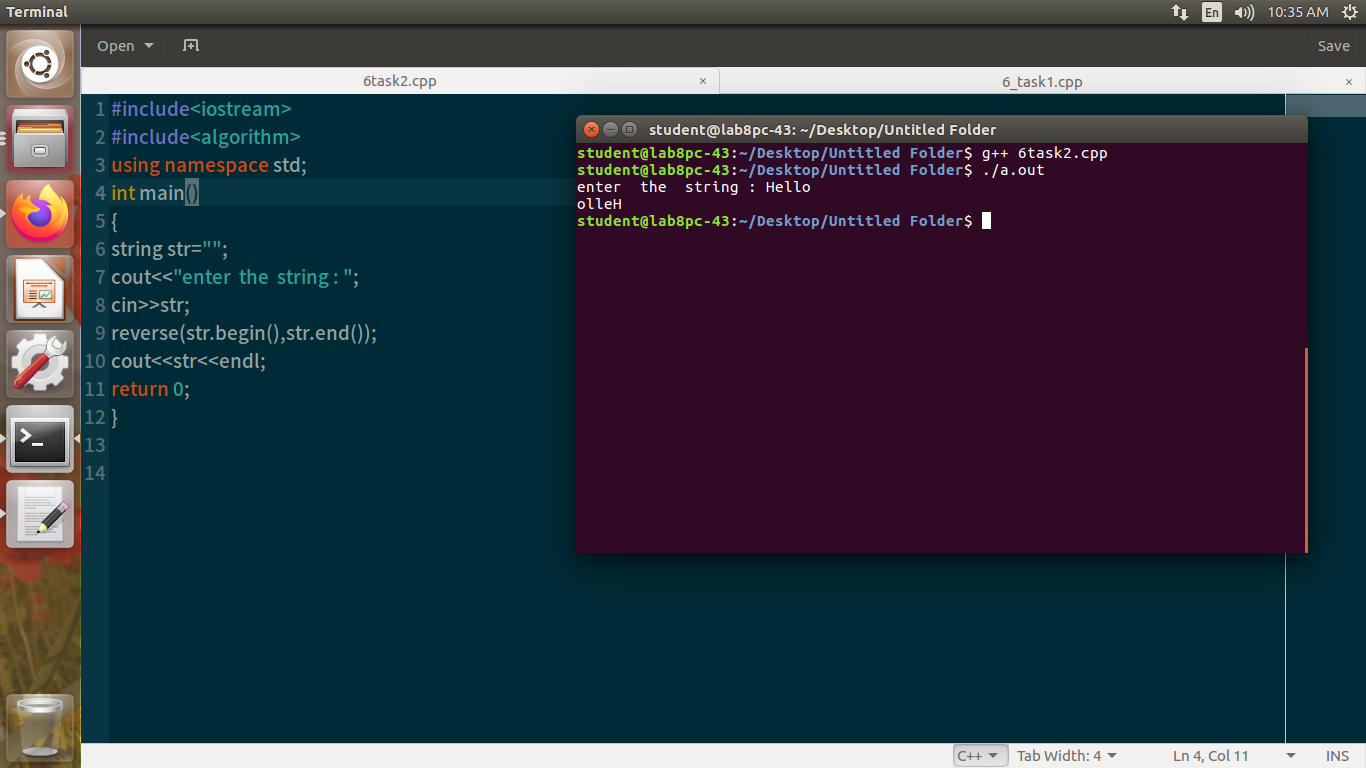 Terminal
En
10:35 AM
Open
Save
6task2.cpp
6_task1.cpp
1 #include<iostream>
2 #include<algorithm>
3 using namespace std;
4 int main()
5 {
6 string str="";
7 cout<<"enter  the  string : ";
8 cin>>str;
9 reverse(str.begin(),str.end());
10 cout<<str<<endl;
11 return 0;
12 }
13
14
student@lab8pc-43: ~/Desktop/Untitled Folder
student@lab8pc-43:~/Desktop/Untitled Folder$ g++ 6task2.cpp
student@lab8pc-43:~/Desktop/Untitled Folder$ ./a.out
enter  the  string : Hello
olleH
student@lab8pc-43:~/Desktop/Untitled Folder$
C++
Tab Width: 4
Ln 4, Col 11
INS